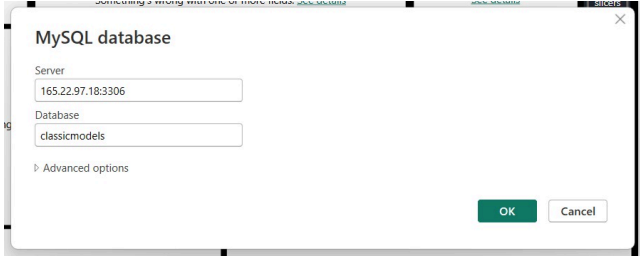 Something's wrong with one or more fields. See details
See details
slicers
MySQL database
Server
165.22.97.18:3306
Database
classicmodels
Advanced options
OK
Cancel